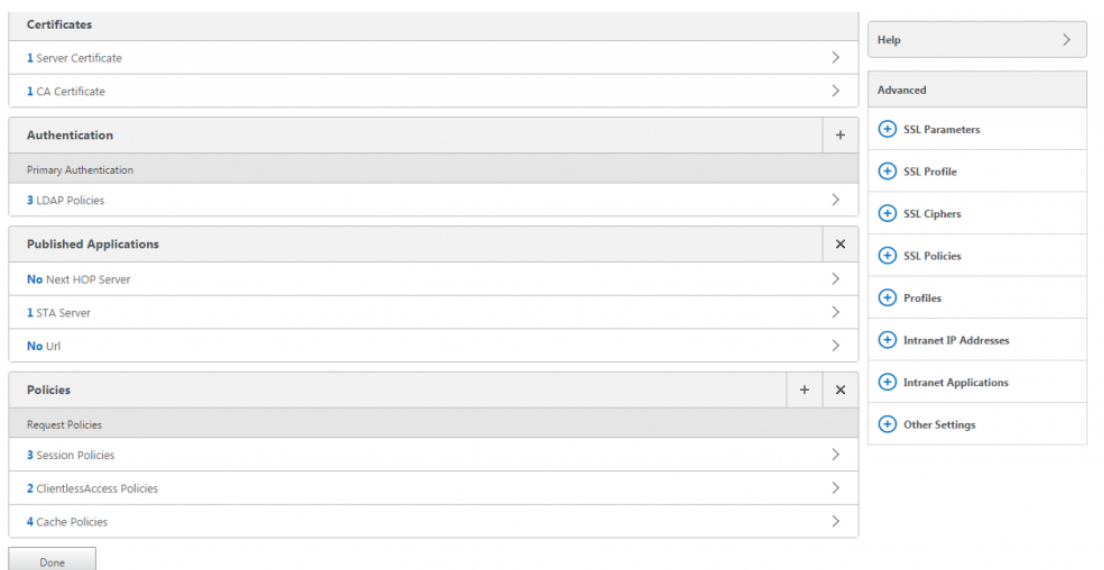 Certificates
1 Server Certificate
1 CA Certificate
Authentication
+
Primary Authentication
3 LDAP Policies
Published Applications
×
No Next HOP Server
1 STA Server
No Url
Policies
+ ×
Request Policies
3 Session Policies
2 ClientlessAccess Policies
4 Cache Policies
Done
Help
Advanced
SSL Parameters
SSL Profile
SSL Ciphers
SSL Policies
Profiles
Intranet IP Addresses
Intranet Applications
Other Settings